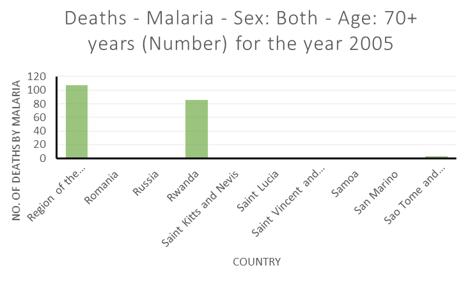 Deaths - Malaria - Sex: Both - Age: 70+
years (Number) for the year 2005
NO. OF DEATHS BY MALARIA
120
100
80
60
40
20
0
Region of the...
Romania
Russia
Rwanda
Saint Kitts and Nevis
Saint Lucia
Saint Vincent and...
Samoa
San Marino
Sao Tome and...
COUNTRY